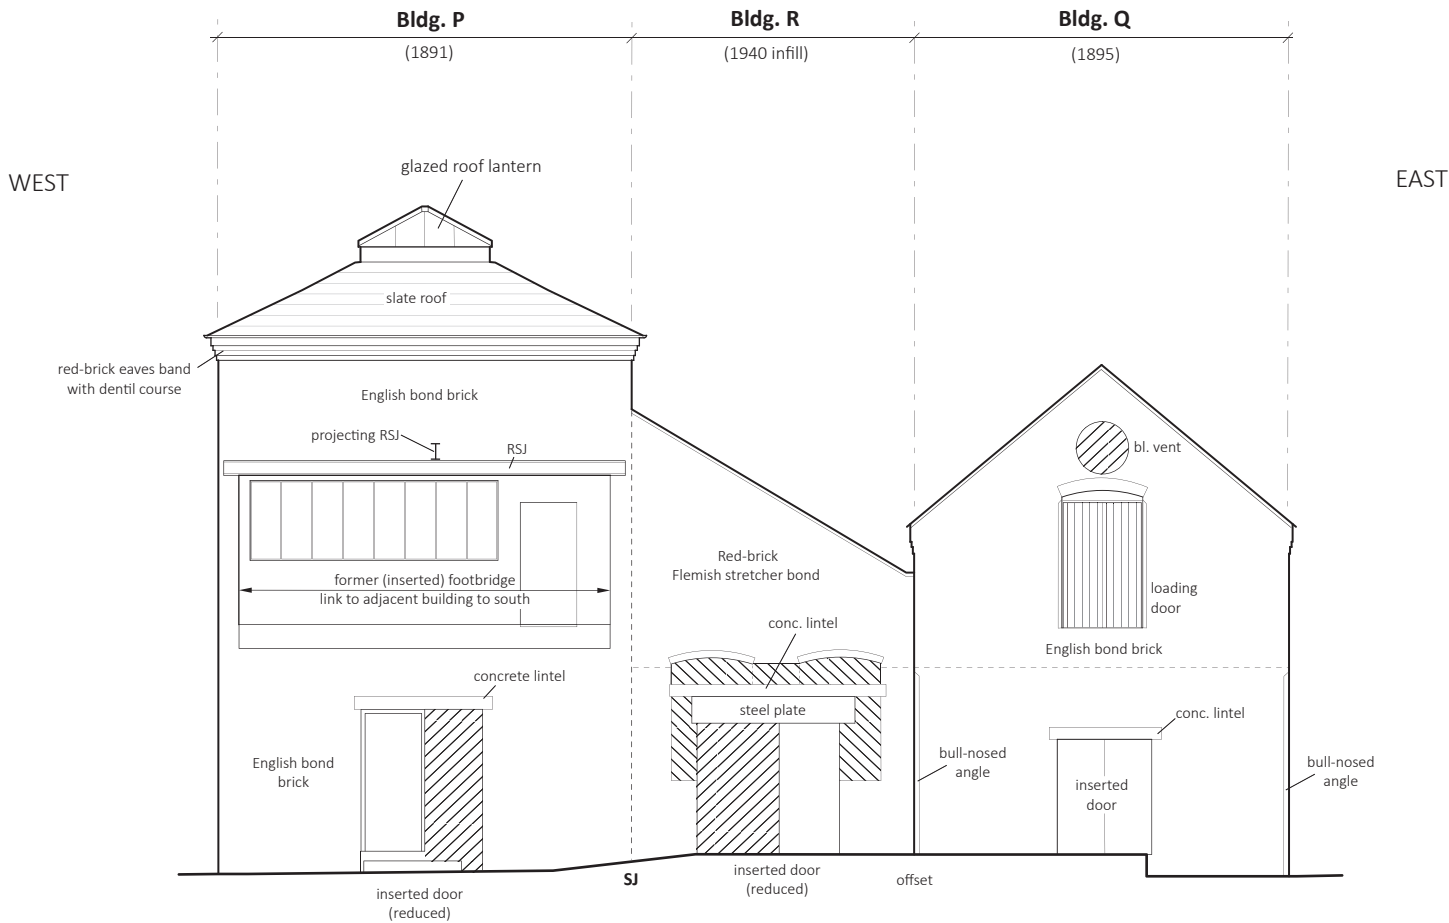 Bldg. P
Bldg. R
Bldg. Q
(1891)
(1940 infill)
(1895)
WEST
EAST
glazed roof lantern
slate roof
red-brick eaves band
with dentil course
English bond brick
projecting RSJ
RSJ
bl. vent
former (inserted) footbridge
link to adjacent building to south
Red-brick
Flemish stretcher bond
loading
door
conc. lintel
English bond brick
concrete lintel
steel plate
conc. lintel
English bond
brick
bull-nosed
angle
inserted
door
bull-nosed
angle
SJ
inserted door
(reduced)
offset
inserted door
(reduced)